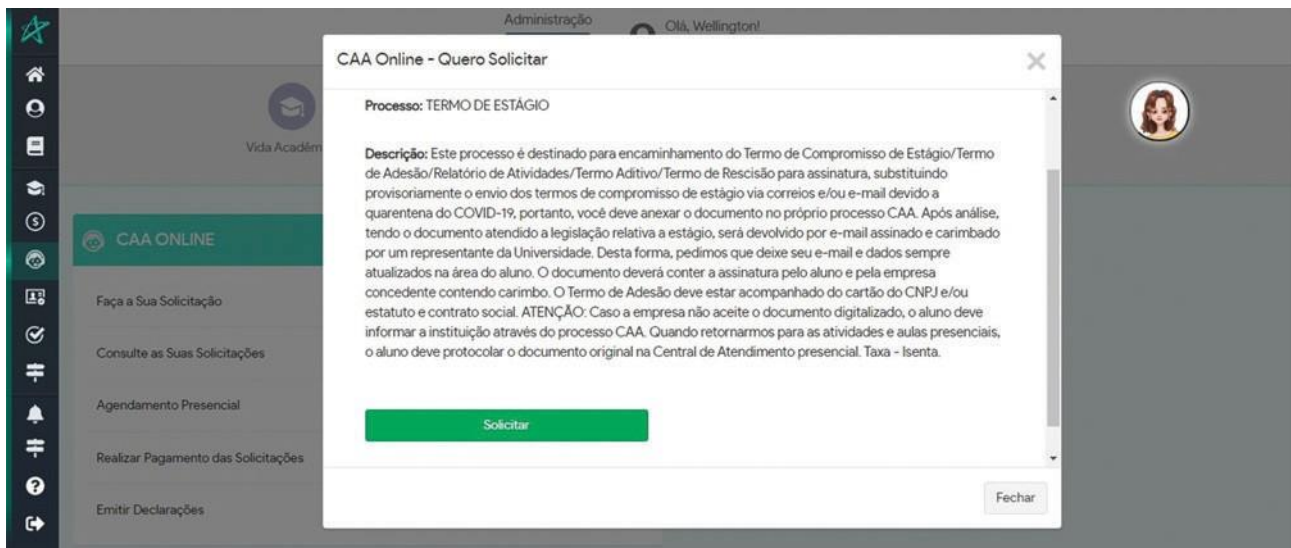 Administração
Olá, Wellington!
CAA Online - Quero Solicitar
Processo: TERMO DE ESTÁGIO
Vida Acadêm
Descrição: Este processo é destinado para encaminhamento do Termo de Compromisso de Estágio/Termo
de Adesão/Relatório de Atividades/Termo Aditivo/Termo de Rescisão para assinatura, substituindo
provisoriamente o envio dos termos de compromisso de estágio via correios e/ou e-mail devido a
quarentena do COVID-19, portanto, você deve anexar o documento no próprio processo CAA. Após análise,
tendo o documento atendido a legislação relativa a estágio, será devolvido por e-mail assinado e carimbado
por um representante da Universidade. Desta forma, pedimos que deixe seu e-mail e dados sempre
atualizados na área do aluno. O documento deverá conter a assinatura pelo aluno e pela empresa
concedente contendo carimbo. O Termo de Adesão deve estar acompanhado do cartão do CNPJ e/ou
estatuto e contrato social. ATENÇÃO: Caso a empresa não aceite o documento digitalizado, o aluno deve
informar a instituição através do processo CAA. Quando retornarmos para as atividades e aulas presenciais,
o aluno deve protocolar o documento original na Central de Atendimento presencial. Taxa - Isenta.
Solicitar
Fechar
CAA ONLINE
Faça a Sua Solicitação
Consulte as Suas Solicitações
Agendamento Presencial
Realizar Pagamento das Solicitações
Emitir Declarações